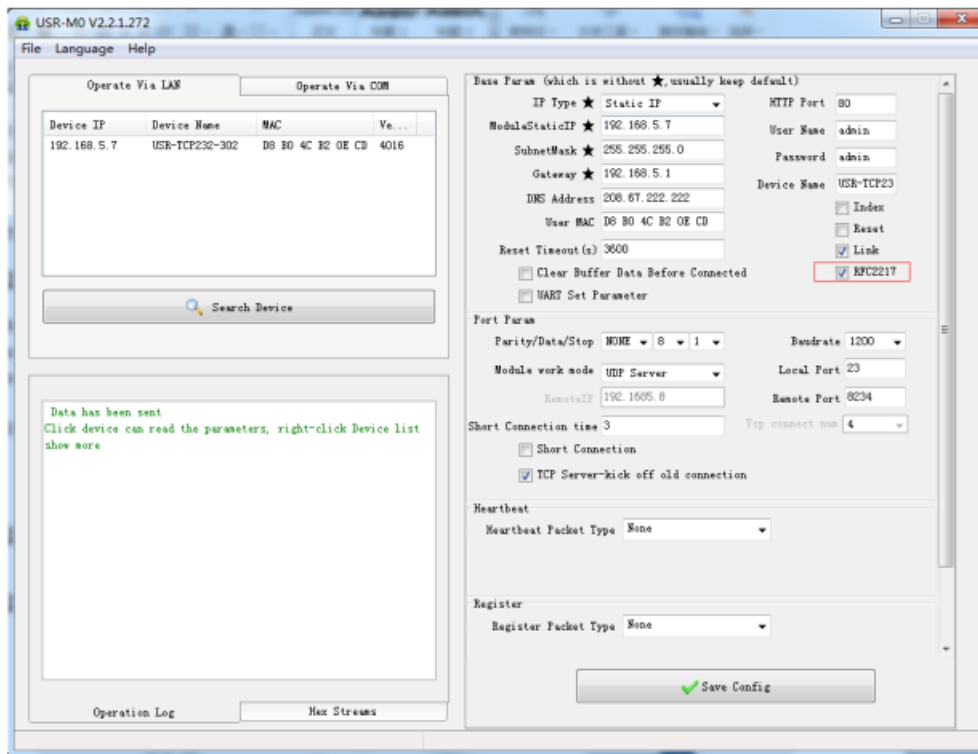 USR-M0 V2.2.1.272
File Language Help
Operate Via LAN Operate Via COM
Device IP Device Name MAC Ve...
192.168.5.7 USR-TCP232-302 D8 B0 4C B2 0E CD 4016
Search Device
Data has been sent
Click device can read the parameters, right-click Device list
show more
Operation Log Hex Streams
Base Param (which is without ★,usually keep default)
IP Type ★ Static IP HTTP Port 80
ModuleStaticIP ★ 192.168.5.7 User Name admin
SubnetMask ★ 255.255.255.0 Password admin
Gateway ★ 192.168.5.1 Device Name USR-TCP23
DNS Address 208.67.222.222 Index
User MAC D8 B0 4C B2 0E CD Reset
Reset Timeout(s) 3600 Link
Clear Buffer Data Before Connected RFC2217
UART Set Parameter
Port Param
Parity/Data/Stop NONE 8 1 Baudrate 1200
Module work mode UDP Server Local Port 23
RemoteIP 192.1685.8 Remote Port 8234
Short Connection time 3 Tcp connect num 4
Short Connection
TCP Server-kick off old connection
Heartbeat
Heartbeat Packet Type None
Register
Register Packet Type None
Save Config